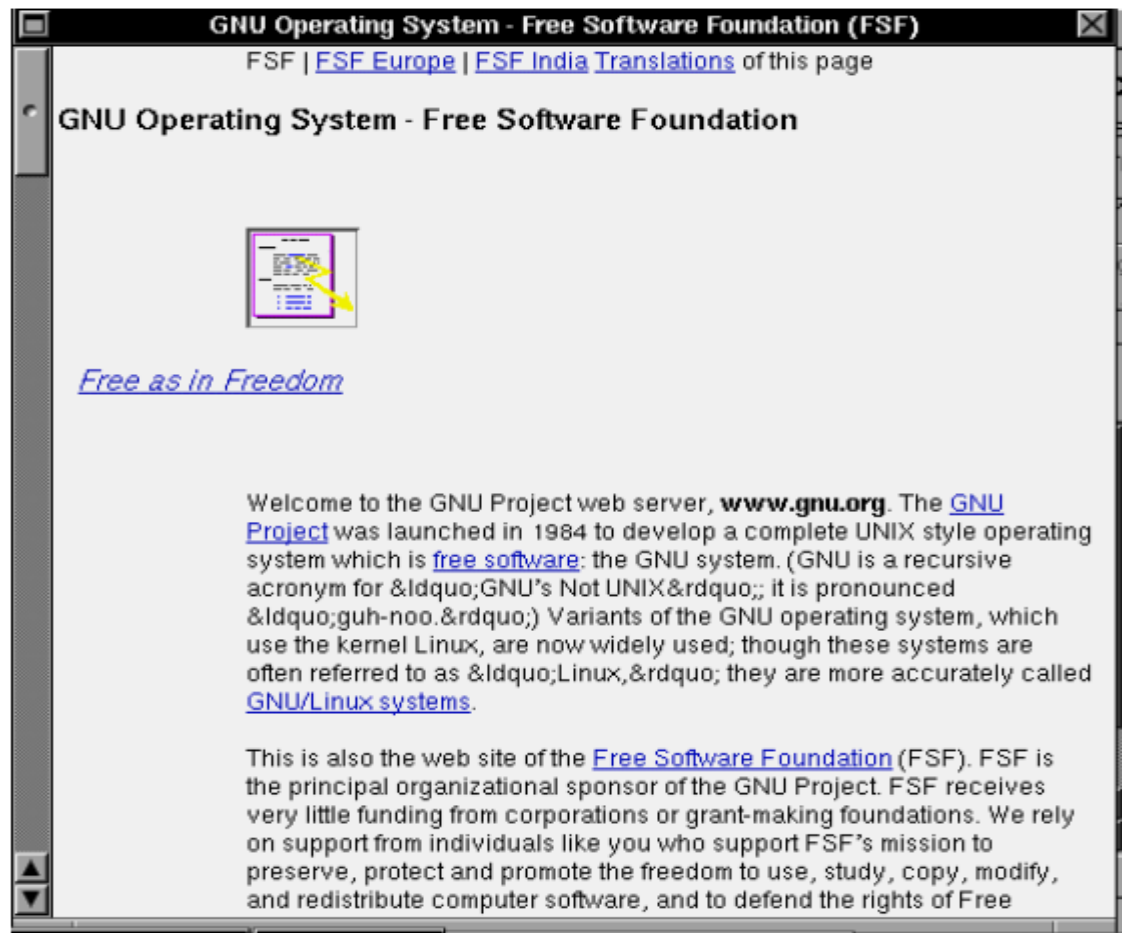 GNU Operating System - Free Software Foundation (FSF)
FSF | FSF Europe | FSF India Translations of this page
GNU Operating System - Free Software Foundation
Free as in Freedom
Welcome to the GNU Project web server, www.gnu.org. The GNU
Project was launched in 1984 to develop a complete UNIX style operating
system which is free software: the GNU system. (GNU is a recursive
acronym for &ldquo;GNU's Not UNIX&rdquo;; it is pronounced
&ldquo;guh-noo.&rdquo;) Variants of the GNU operating system, which
use the kernel Linux, are now widely used; though these systems are
often referred to as &ldquo;Linux,&rdquo; they are more accurately called
GNU/Linux systems.
This is also the web site of the Free Software Foundation (FSF). FSF is
the principal organizational sponsor of the GNU Project. FSF receives
very little funding from corporations or grant-making foundations. We rely
on support from individuals like you who support FSF's mission to
preserve, protect and promote the freedom to use, study, copy, modify,
and redistribute computer software, and to defend the rights of Free